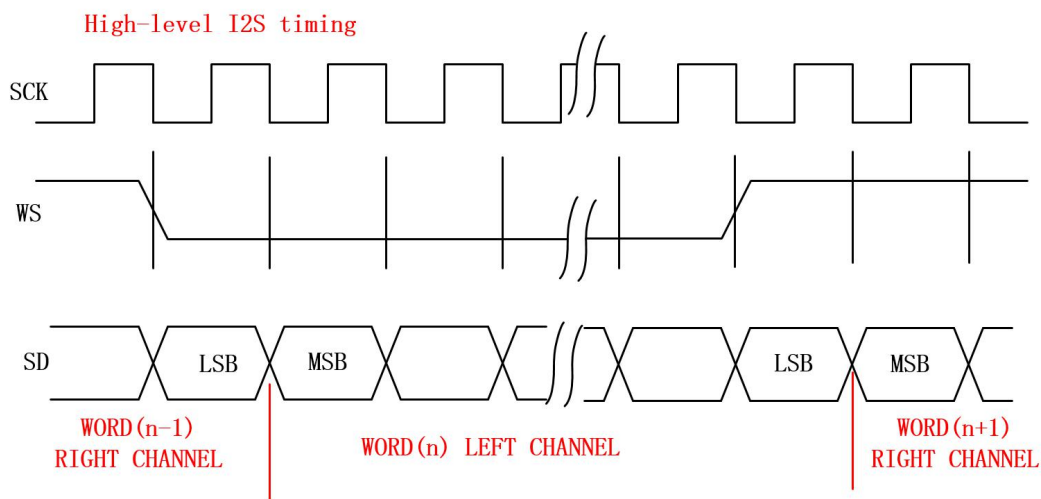 High-level I2S timing
SCK
WS
SD
LSB
MSB
LSB
MSB
WORD(n-1)
RIGHT CHANNEL
WORD(n) LEFT CHANNEL
WORD(n+1)
RIGHT CHANNEL